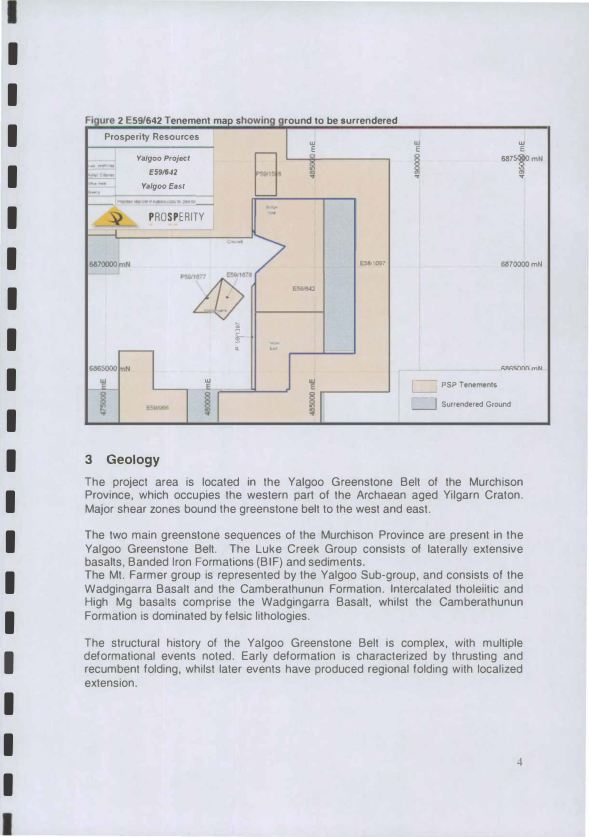 Figure 2 E59/642 Tenement map showing ground to be surrendered
Prosperity Resources
Yalgoo Project
E59/642
Yalgoo East
PROSPERITY
485000 mE
490000 mE
495000 mE
6875000 mN
6870000 mN
6870000 mN
E59/1097
P59/1677
E59/1678
E59/642
6865000 mN
6865000 mN
475000 mE
480000 mE
485000 mE
PSP Tenements
Surrendered Ground
3 Geology
The project area is located in the Yalgoo Greenstone Belt of the Murchison
Province, which occupies the western part of the Archaean aged Yilgarn Craton.
Major shear zones bound the greenstone belt to the west and east.
The two main greenstone sequences of the Murchison Province are present in the
Yalgoo Greenstone Belt. The Luke Creek Group consists of laterally extensive
basalts, Banded Iron Formations (BIF) and sediments.
The Mt. Farmer group is represented by the Yalgoo Sub-group, and consists of the
Wadgingarra Basalt and the Camberathunun Formation. Intercalated tholeiitic and
High Mg basalts comprise the Wadgingarra Basalt, whilst the Camberathunun
Formation is dominated by felsic lithologies.
The structural history of the Yalgoo Greenstone Belt is complex, with multiple
deformational events noted. Early deformation is characterized by thrusting and
recumbent folding, whilst later events have produced regional folding with localized
extension.
4